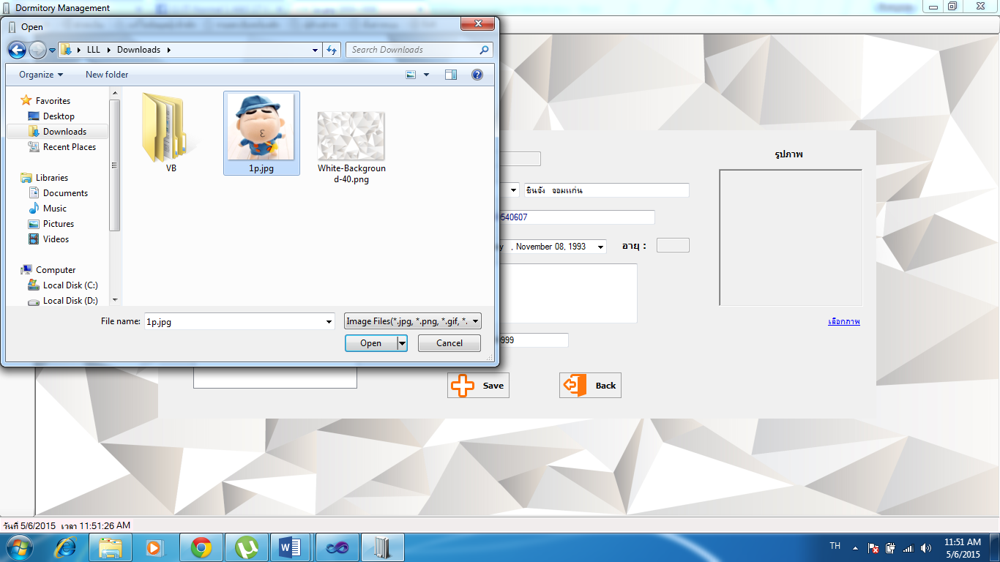 Dormitory Management
Open
LLL Downloads
Search Downloads
Organize New folder
Favorites
Desktop
Downloads
Recent Places
Libraries
Documents
Music
Pictures
Videos
Computer
Local Disk (C:)
Local Disk (D:)
VB
1p.jpg
White-Backgroun
d-40.png
File name: 1p.jpg
Image Files(*.jpg, *.png, *.gif, *.
Open Cancel
รูปภาพ
ชินจัง จอมแก่น
540607
y , November 08, 1993 อายุ :
เลือกภาพ
999
Save Back
วันที่ 5/6/2015 เวลา 11:51:26 AM
TH
11:51 AM
5/6/2015